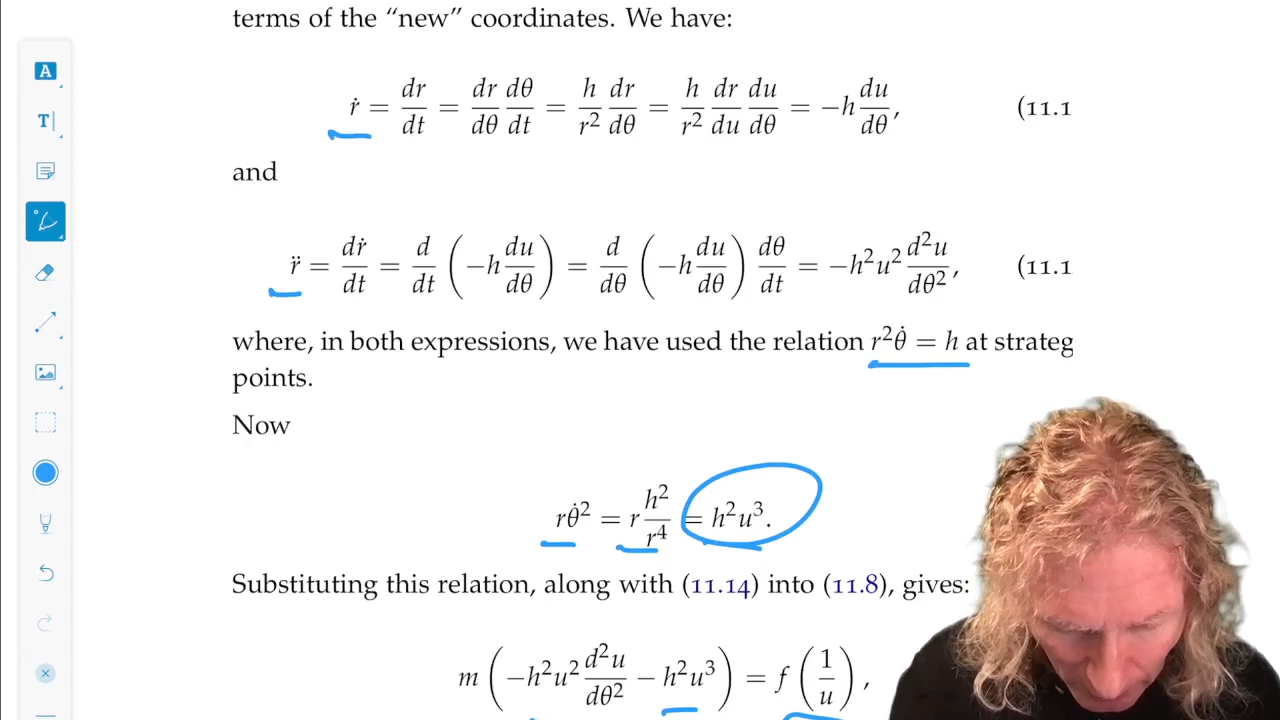 terms of the “new” coordinates. We have:
ṙ = dr/dt = dr/dθ dθ/dt = h/r² dr/dθ = h/r² dr/du du/dθ = −h du/dθ, (11.1
and
r̈ = dṙ/dt = d/dt (−h du/dθ) = d/dθ (−h du/dθ) dθ/dt = −h²u² d²u/dθ², (11.1
where, in both expressions, we have used the relation r²θ̇ = h at strateg
points.
Now
rθ̇² = r h²/r⁴ = h²u³.
Substituting this relation, along with (11.14) into (11.8), gives:
m (−h²u² d²u/dθ² − h²u³) = f (1/u),
A
T